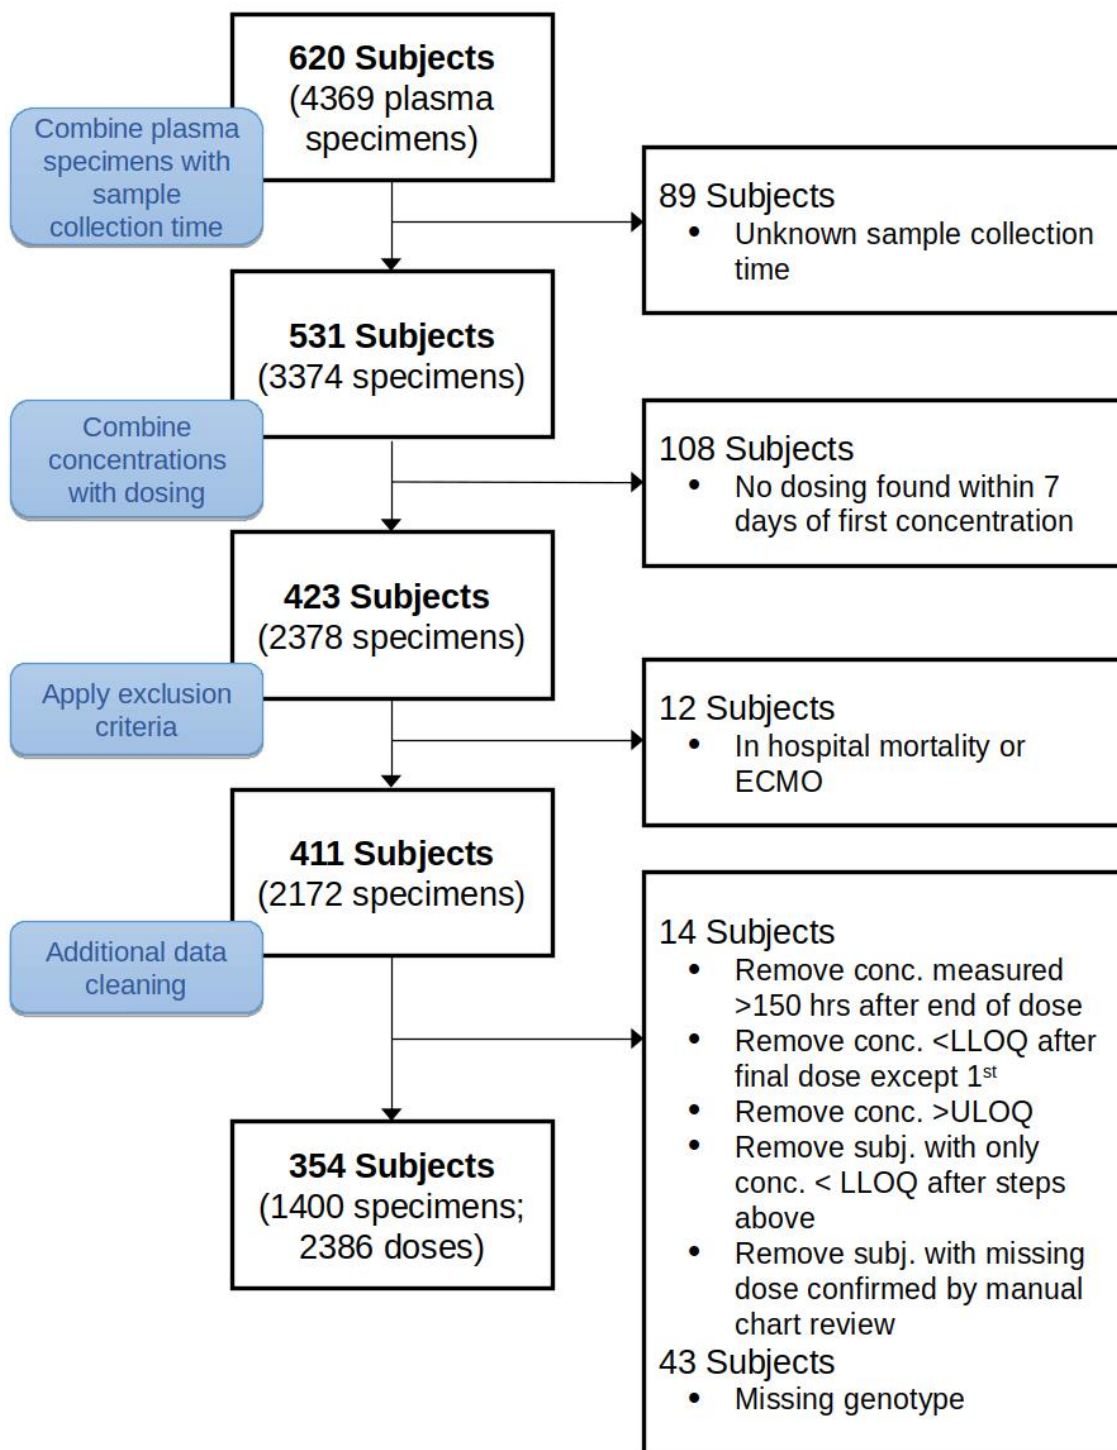 620 Subjects
(4369 plasma
specimens)
Combine plasma
specimens with
sample
collection time
89 Subjects
• Unknown sample collection
time
531 Subjects
(3374 specimens)
Combine
concentrations
with dosing
108 Subjects
• No dosing found within 7
days of first concentration
423 Subjects
(2378 specimens)
Apply exclusion
criteria
12 Subjects
• In hospital mortality or
ECMO
411 Subjects
(2172 specimens)
Additional data
cleaning
14 Subjects
• Remove conc. measured
>150 hrs after end of dose
• Remove conc. <LLOQ after
final dose except 1st
• Remove conc. >ULOQ
• Remove subj. with only
conc. < LLOQ after steps
above
• Remove subj. with missing
dose confirmed by manual
chart review
43 Subjects
• Missing genotype
354 Subjects
(1400 specimens;
2386 doses)